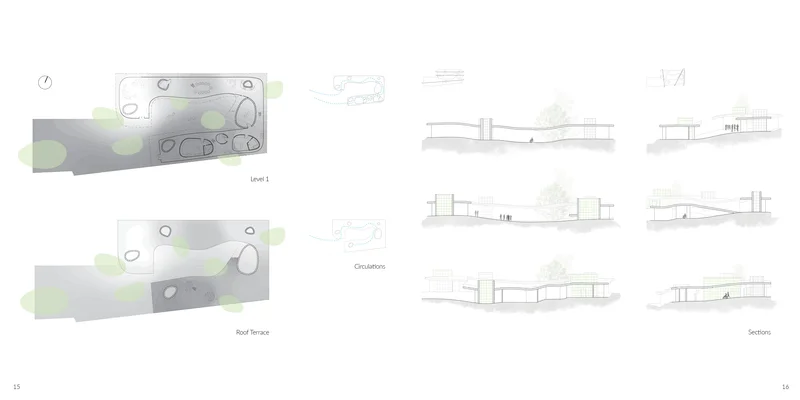 Level 1
Circulations
Roof Terrace
Sections
15
16